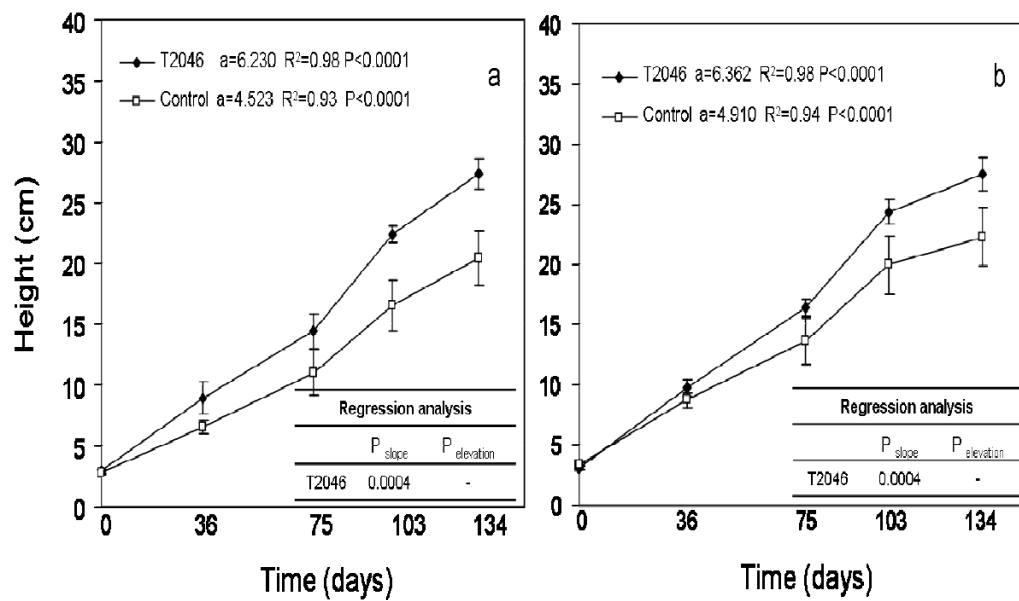 40
35
30
25
20
15
10
5
0
Height (cm)
T2046 a=6.230 R²=0.98 P<0.0001
Control a=4.523 R²=0.93 P<0.0001
a
Regression analysis
P slope P elevation
T2046 0.0004 -
0 36 75 103 134
Time (days)
40
35
30
25
20
15
10
5
0
T2046 a=6.362 R²=0.98 P<0.0001
Control a=4.910 R²=0.94 P<0.0001
b
Regression analysis
P slope P elevation
T2046 0.0004 -
0 36 75 103 134
Time (days)